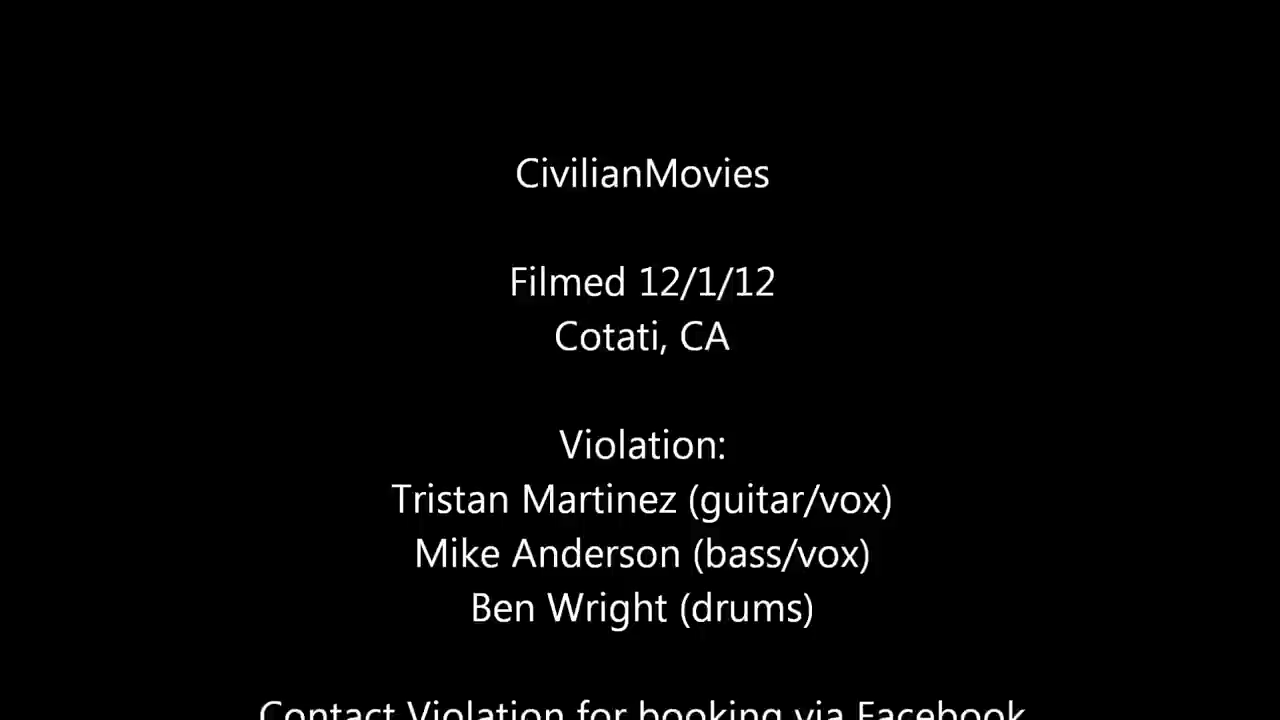 CivilianMovies
Filmed 12/1/12
Cotati, CA
Violation:
Tristan Martinez (guitar/vox)
Mike Anderson (bass/vox)
Ben Wright (drums)
Contact Violation for booking via Facebook